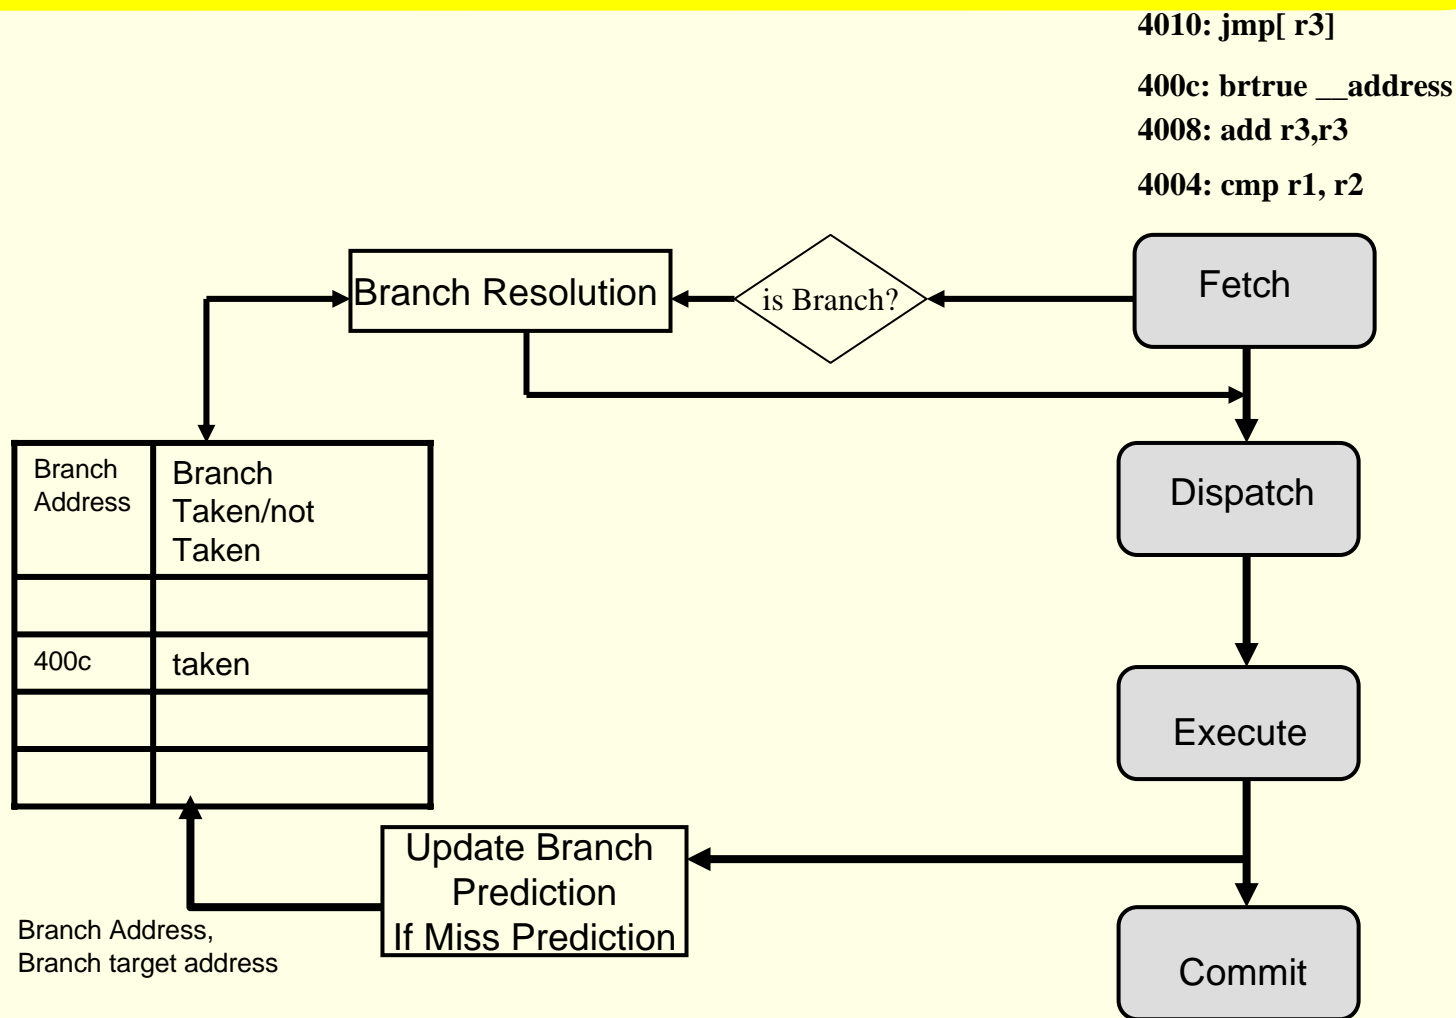 4010: jmp[ r3]
400c: brtrue __address
4008: add r3,r3
4004: cmp r1, r2
Branch Resolution
is Branch?
Fetch
Branch
Address
Branch
Taken/not
Taken
Dispatch
400c
taken
Execute
Update Branch
Prediction
If Miss Prediction
Branch Address,
Branch target address
Commit